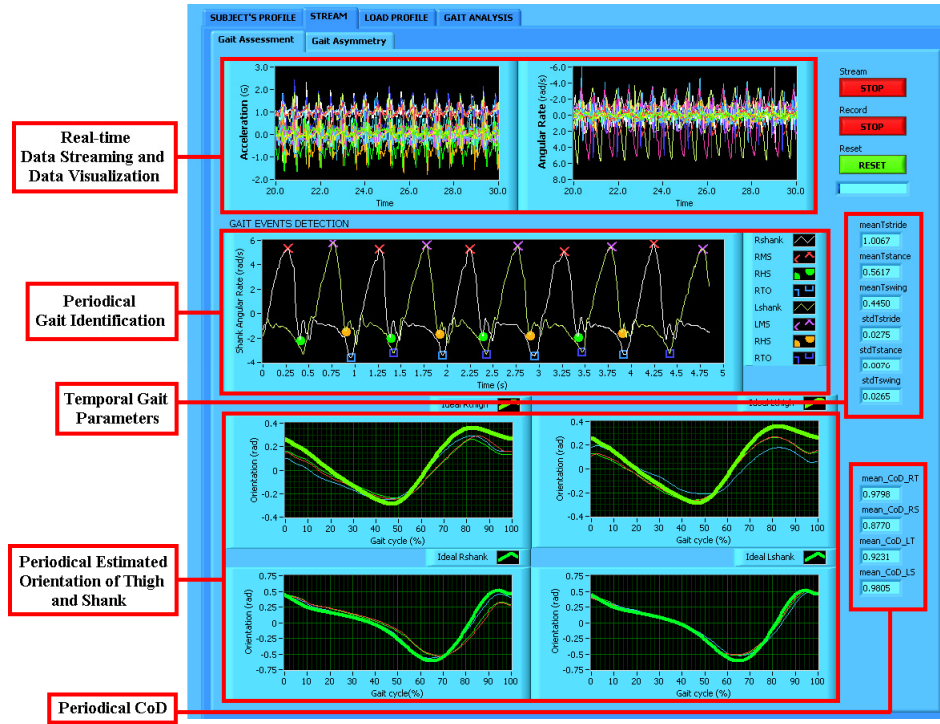 SUBJECT'S PROFILE STREAM LOAD PROFILE GAIT ANALYSIS
Gait Assessment Gait Asymmetry
Real-time
Data Streaming and
Data Visualization
Acceleration (G)
3.0
2.0
1.0
0.0
-1.0
-2.0
20.0 22.0 24.0 26.0 28.0 30.0
Time
Angular Rate (rad/s)
-6.0
-4.0
-2.0
0.0
2.0
4.0
6.0
8.0
20.0 22.0 24.0 26.0 28.0 30.0
Time
Stream
STOP
Record
STOP
Reset
RESET
GAIT EVENTS DETECTION
Periodical
Gait Identification
Shank Angular Rate (rad/s)
6
4
2
0
-2
-4
0 0.25 0.5 0.75 1 1.25 1.5 1.75 2 2.25 2.5 2.75 3 3.25 3.5 3.75 4 4.25 4.5 4.75 5
Time (s)
Rshank
RMS
RHS
RTO
Lshank
LMS
RHS
RTO
meanTstride
1.0067
meanTstance
0.5617
meanTswing
0.4450
stdTstride
0.0275
stdTstance
0.0076
stdTswing
0.0265
Temporal Gait
Parameters
Ideal Rthigh
Ideal Lthigh
Orientation (rad)
0.4
0.2
0
-0.2
-0.4
0 10 20 30 40 50 60 70 80 90 100
Gait cycle (%)
Orientation (rad)
0.4
0.2
0
-0.2
-0.4
0 10 20 30 40 50 60 70 80 90 100
Gait cycle (%)
Periodical Estimated
Orientation of Thigh
and Shank
Ideal Rshank
Ideal Lshank
Orientation (rad)
0.75
0.5
0.25
0
-0.25
-0.5
-0.75
0 10 20 30 40 50 60 70 80 90 100
Gait cycle(%)
Orientation (rad)
0.75
0.5
0.25
0
-0.25
-0.5
-0.75
0 10 20 30 40 50 60 70 80 90 100
Gait cycle(%)
mean_CoD_RT
0.9798
mean_CoD_RS
0.8770
mean_CoD_LT
0.9231
mean_CoD_LS
0.9805
Periodical CoD